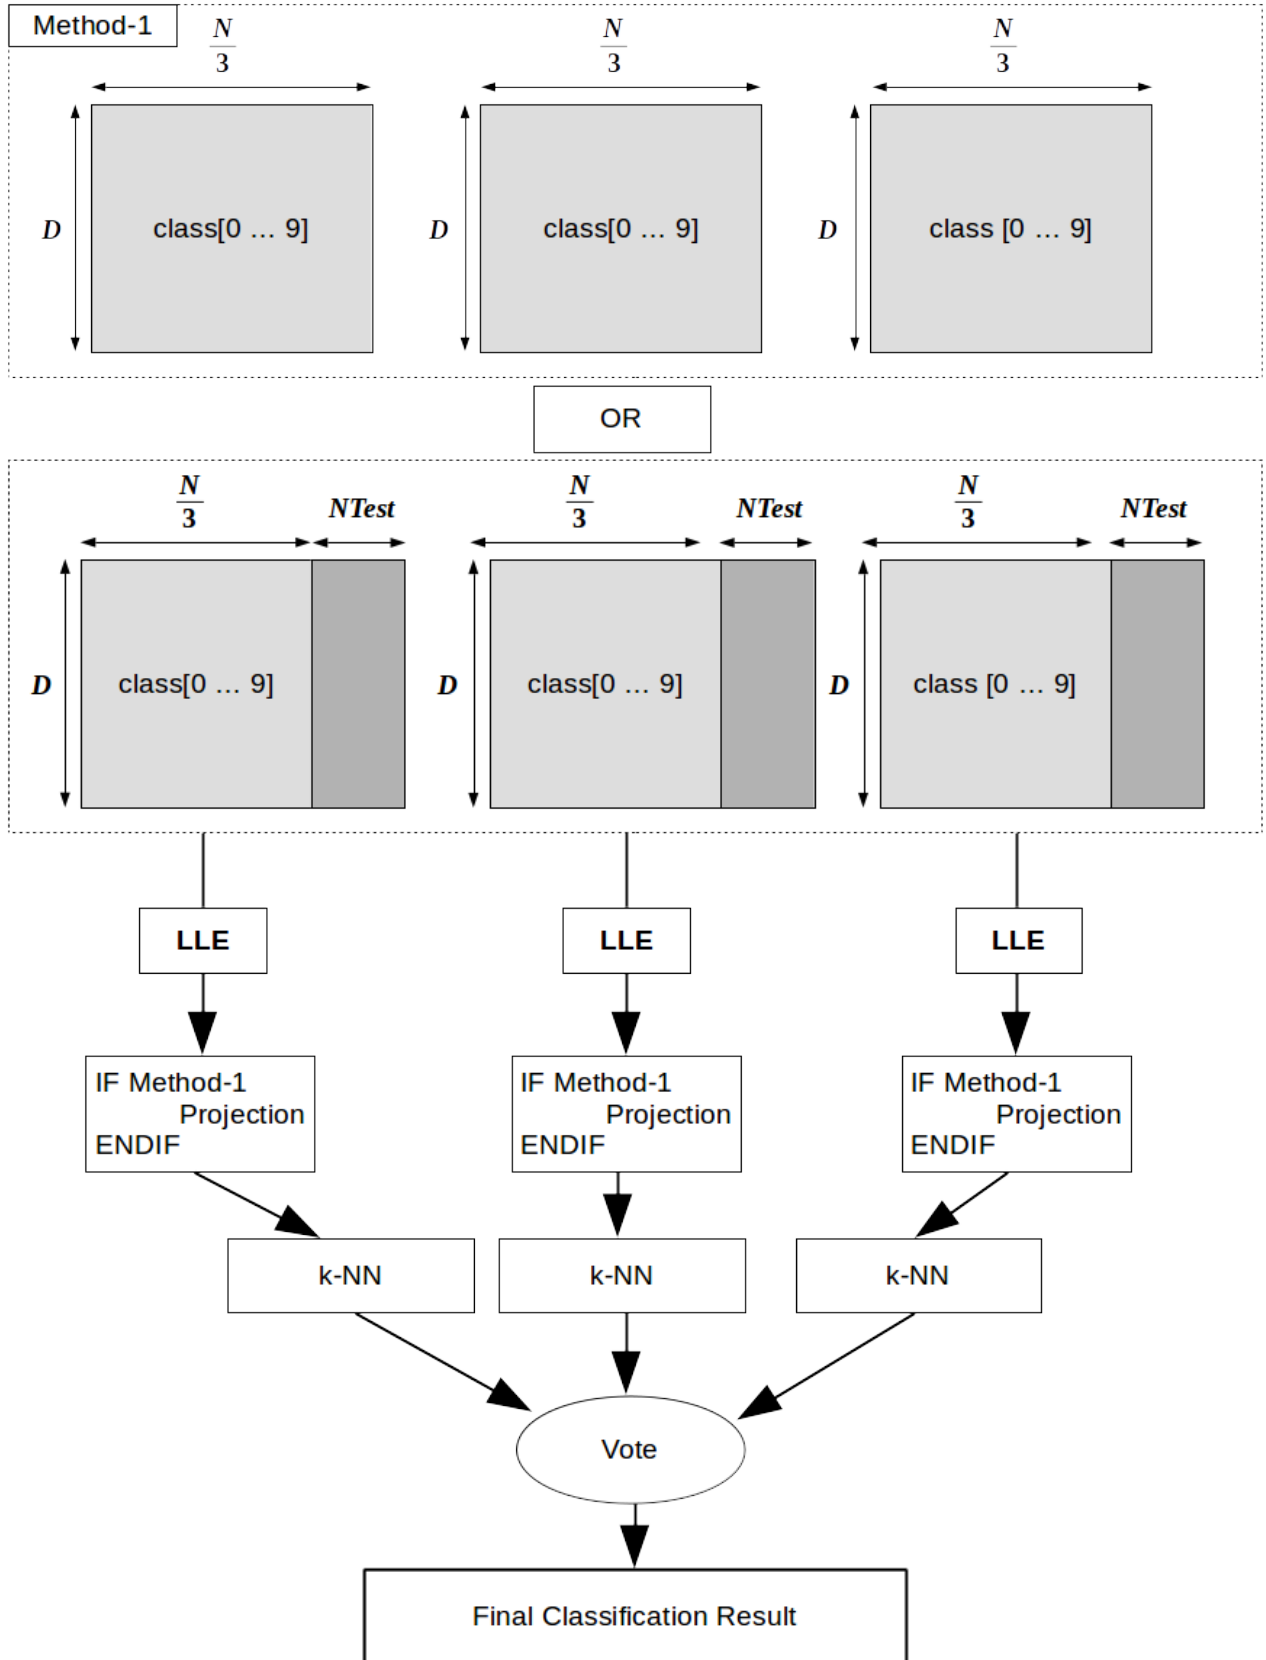 Method-1
N N N
3 3 3
D class[0 ... 9] D class[0 ... 9] D class [0 ... 9]
OR
N N N
3 NTest 3 NTest 3 NTest
D class[0 ... 9] D class[0 ... 9] D class [0 ... 9]
LLE LLE LLE
IF Method-1 IF Method-1 IF Method-1
Projection Projection Projection
ENDIF ENDIF ENDIF
k-NN k-NN k-NN
Vote
Final Classification Result